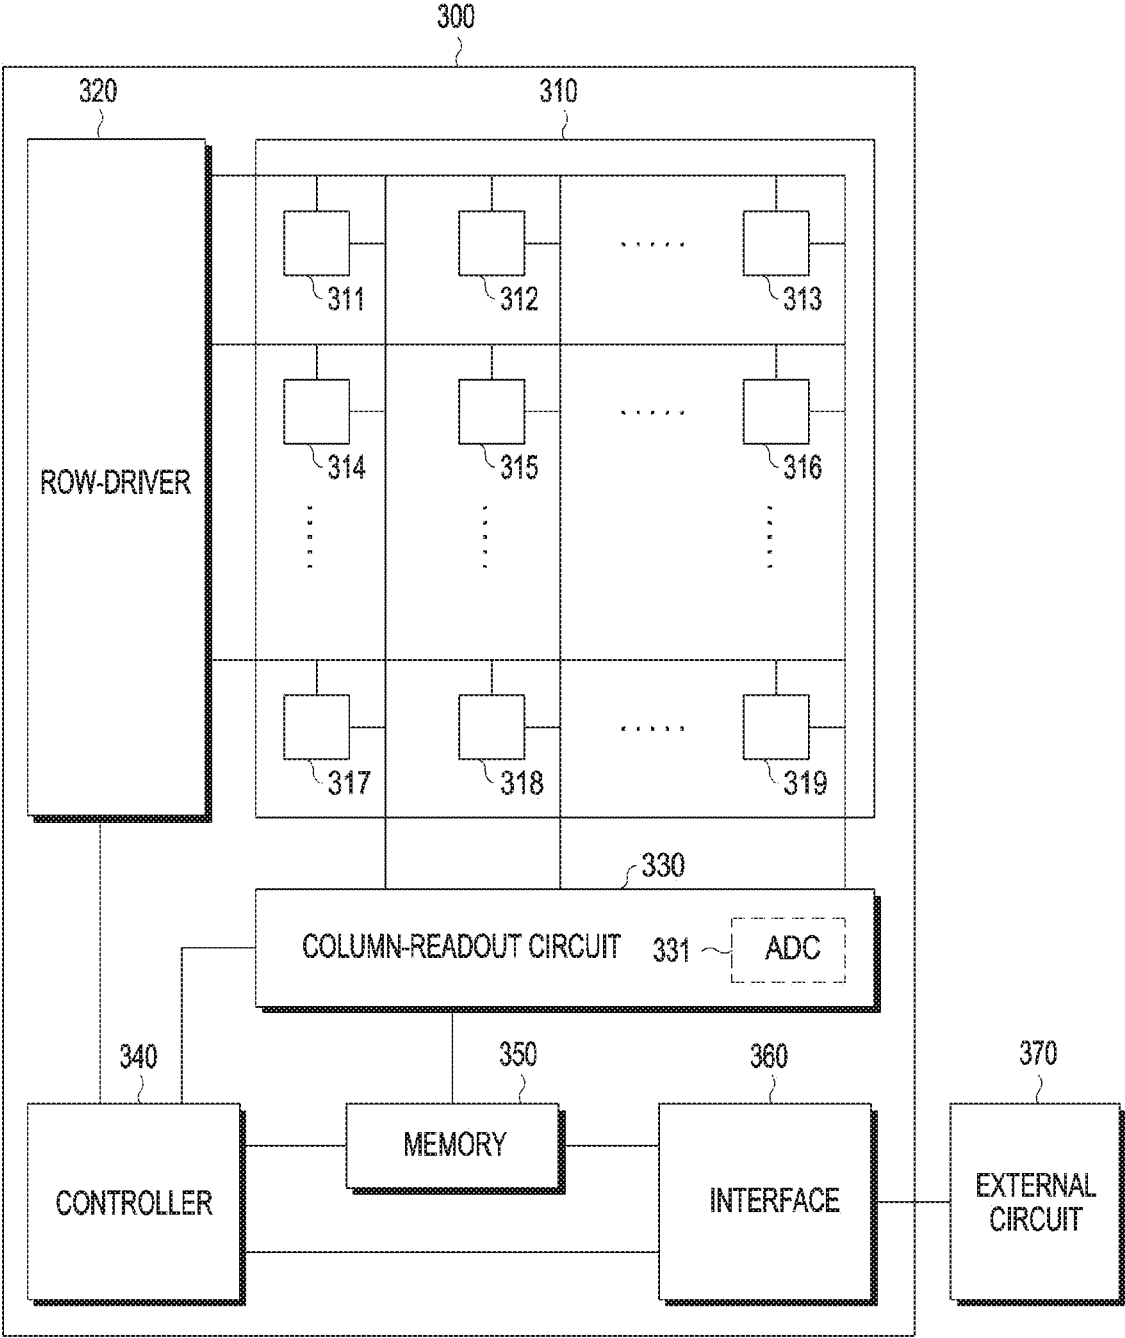 300
320
310
311
312
313
314
315
316
ROW-DRIVER
317
318
319
330
COLUMN-READOUT CIRCUIT
331
ADC
340
350
360
370
MEMORY
CONTROLLER
INTERFACE
EXTERNAL
CIRCUIT